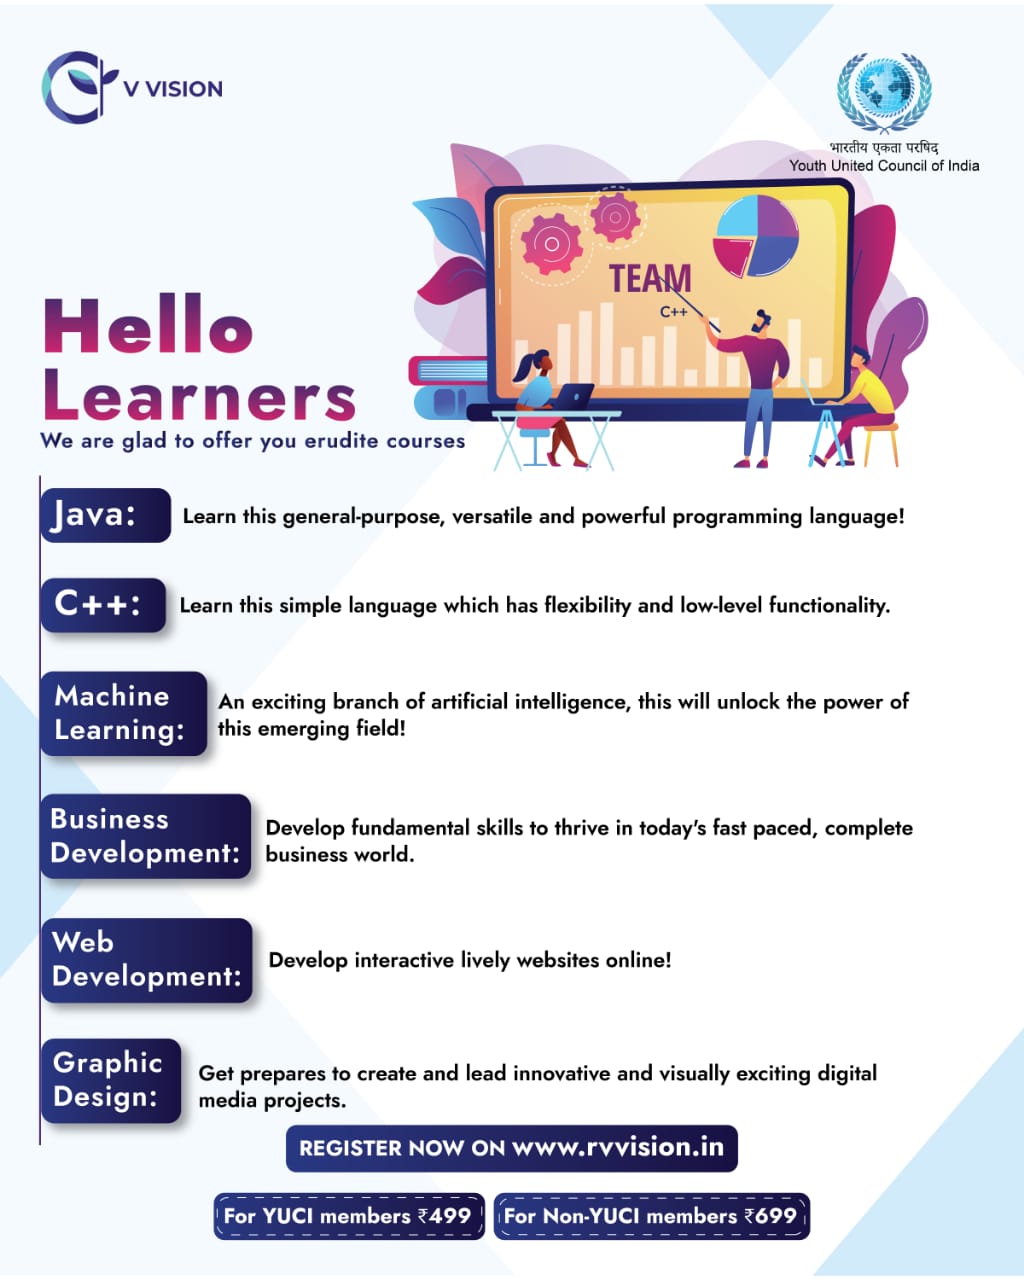 V VISION
भारतीय एकता परिषद
Youth United Council of India
TEAM
C++
Hello
Learners
We are glad to offer you erudite courses
Java:
Learn this general-purpose, versatile and powerful programming language!
C++:
Learn this simple language which has flexibility and low-level functionality.
Machine
Learning:
An exciting branch of artificial intelligence, this will unlock the power of
this emerging field!
Business
Development:
Develop fundamental skills to thrive in today's fast paced, complete
business world.
Web
Development:
Develop interactive lively websites online!
Graphic
Design:
Get prepares to create and lead innovative and visually exciting digital
media projects.
REGISTER NOW ON www.rvvision.in
For YUCI members ₹499
For Non-YUCI members ₹699